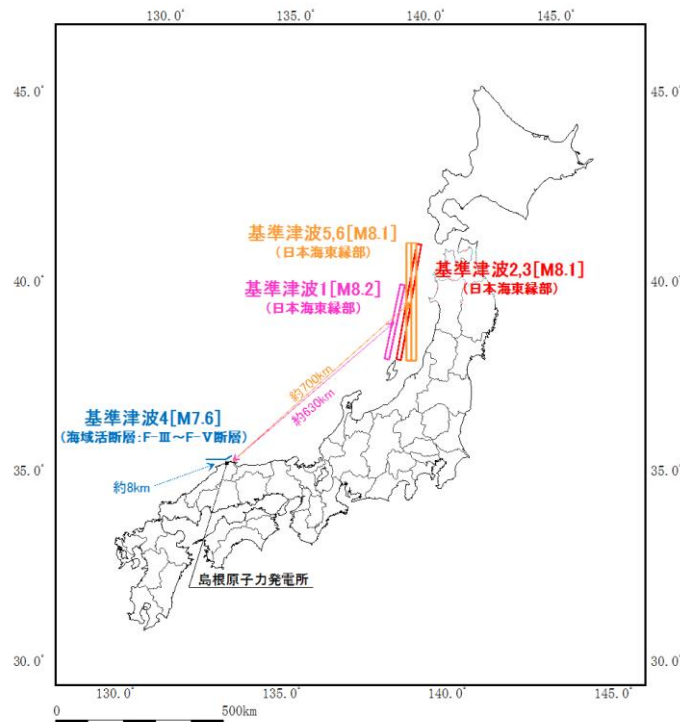 130.0° 135.0° 140.0° 145.0°
45.0° 45.0°
基準津波5,6[M8.1]
(日本海東縁部)
基準津波2,3[M8.1]
(日本海東縁部)
40.0° 40.0°
基準津波1[M8.2]
(日本海東縁部)
約700km
約630km
基準津波4[M7.6]
(海域活断層:F-Ⅲ～F-Ⅴ断層)
35.0° 35.0°
約8km
島根原子力発電所
30.0° 30.0°
130.0° 135.0° 140.0° 145.0°
0 500km